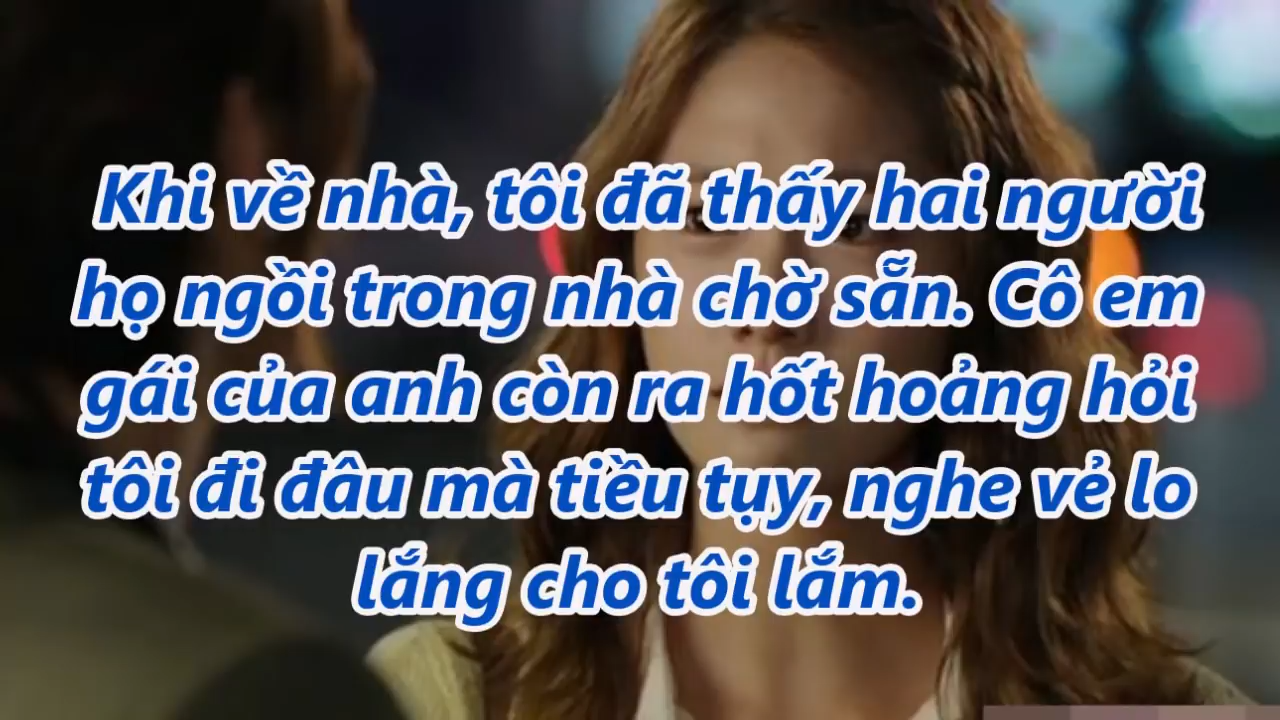 Khi về nhà, tôi đã thấy hai người
họ ngồi trong nhà chờ sẵn. Cô em
gái của anh còn ra hốt hoảng hỏi
tôi đi đâu mà tiều tụy, nghe vẻ lo
lắng cho tôi lắm.